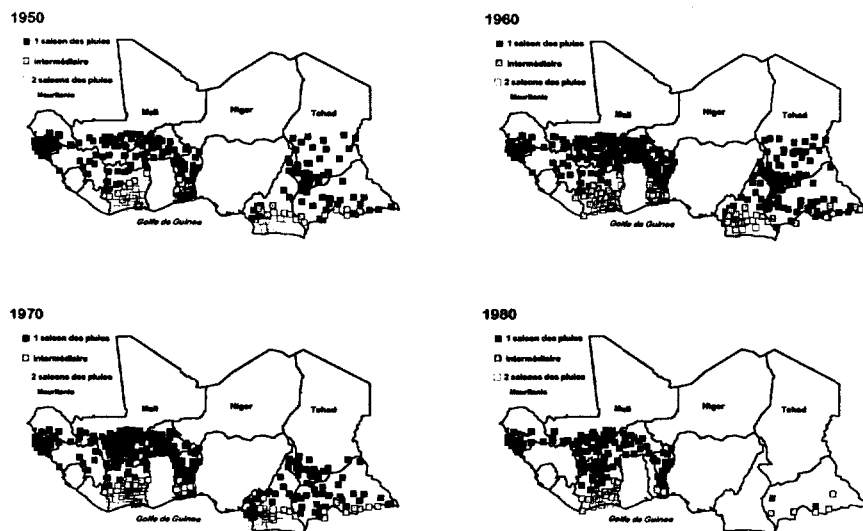 1950
1 saison des pluies
intermédiaire
2 saisons des pluies
Mauritanie
Mali
Niger
Tchad
Golfe de Guinée
1960
1 saison des pluies
intermédiaire
2 saisons des pluies
Mauritanie
Mali
Niger
Tchad
Golfe de Guinée
1970
1 saison des pluies
intermédiaire
2 saisons des pluies
Mauritanie
Mali
Niger
Tchad
Golfe de Guinée
1980
1 saison des pluies
intermédiaire
2 saisons des pluies
Mauritanie
Mali
Niger
Tchad
Golfe de Guinée